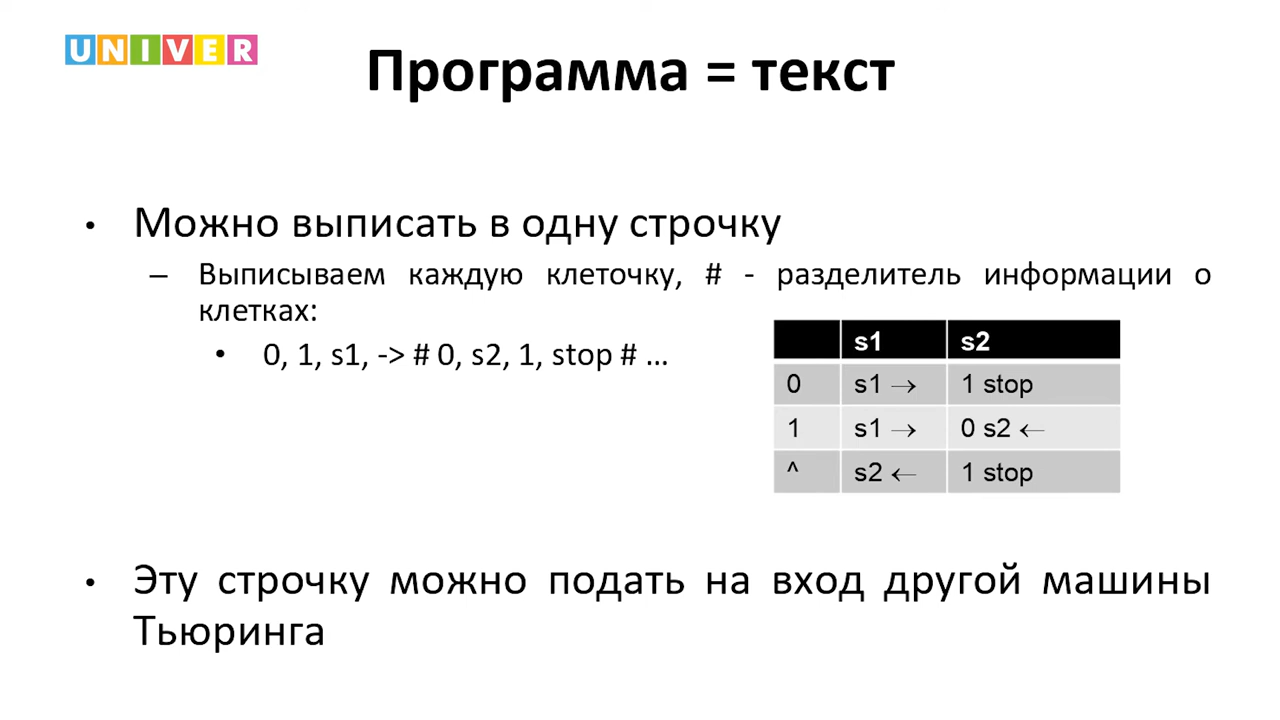 UNIVER
Программа = текст
• Можно выписать в одну строчку
– Выписываем каждую клеточку, # - разделитель информации о
клетках:
• 0, 1, s1, -> # 0, s2, 1, stop # ...
s1 s2
0 s1 → 1 stop
1 s1 → 0 s2 ←
^ s2 ← 1 stop
• Эту строчку можно подать на вход другой машины
Тьюринга